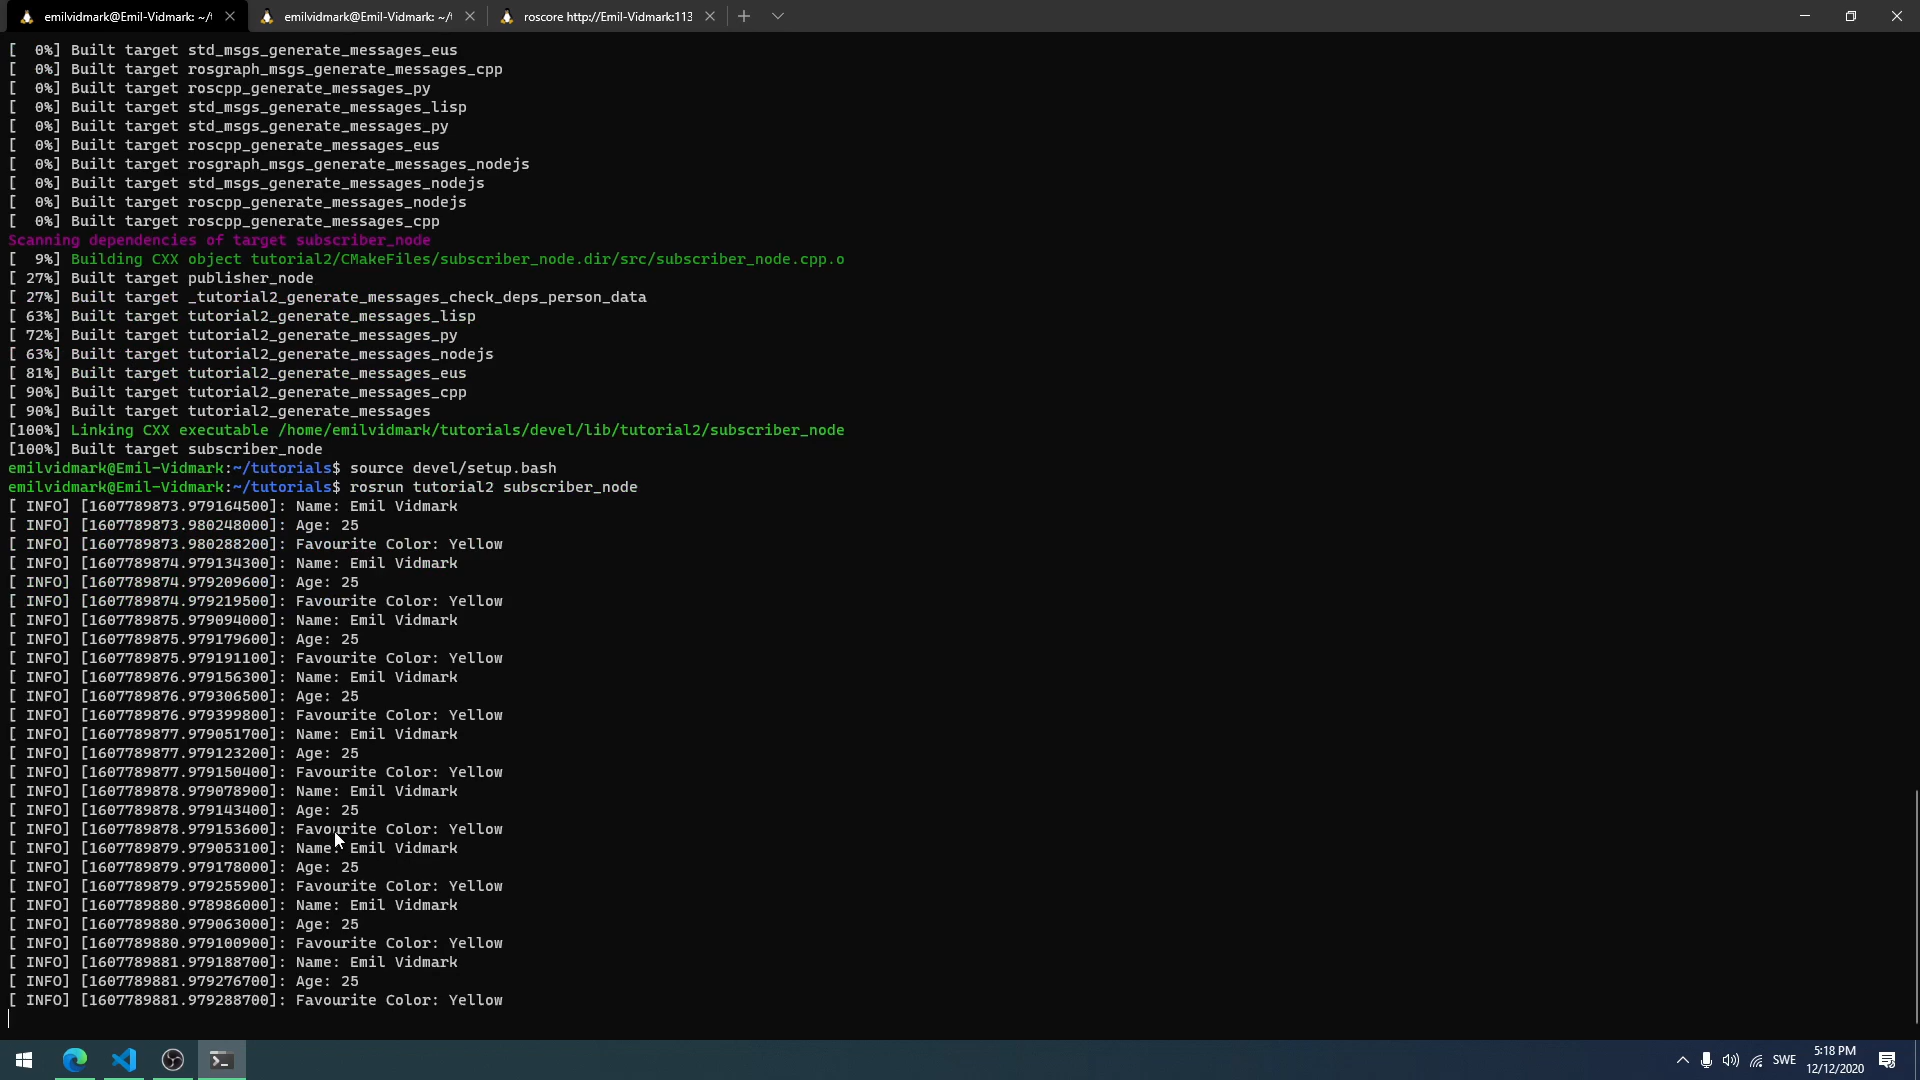 emilvidmark@Emil-Vidmark: ~/t
emilvidmark@Emil-Vidmark: ~/t
roscore http://Emil-Vidmark:113
[  0%] Built target std_msgs_generate_messages_eus
[  0%] Built target rosgraph_msgs_generate_messages_cpp
[  0%] Built target roscpp_generate_messages_py
[  0%] Built target std_msgs_generate_messages_lisp
[  0%] Built target std_msgs_generate_messages_py
[  0%] Built target roscpp_generate_messages_eus
[  0%] Built target rosgraph_msgs_generate_messages_nodejs
[  0%] Built target std_msgs_generate_messages_nodejs
[  0%] Built target roscpp_generate_messages_nodejs
[  0%] Built target roscpp_generate_messages_cpp
Scanning dependencies of target subscriber_node
[  9%] Building CXX object tutorial2/CMakeFiles/subscriber_node.dir/src/subscriber_node.cpp.o
[ 27%] Built target publisher_node
[ 27%] Built target _tutorial2_generate_messages_check_deps_person_data
[ 63%] Built target tutorial2_generate_messages_lisp
[ 72%] Built target tutorial2_generate_messages_py
[ 63%] Built target tutorial2_generate_messages_nodejs
[ 81%] Built target tutorial2_generate_messages_eus
[ 90%] Built target tutorial2_generate_messages_cpp
[ 90%] Built target tutorial2_generate_messages
[100%] Linking CXX executable /home/emilvidmark/tutorials/devel/lib/tutorial2/subscriber_node
[100%] Built target subscriber_node
emilvidmark@Emil-Vidmark:~/tutorials$ source devel/setup.bash
emilvidmark@Emil-Vidmark:~/tutorials$ rosrun tutorial2 subscriber_node
[ INFO] [1607789873.979164500]: Name: Emil Vidmark
[ INFO] [1607789873.980248000]: Age: 25
[ INFO] [1607789873.980288200]: Favourite Color: Yellow
[ INFO] [1607789874.979134300]: Name: Emil Vidmark
[ INFO] [1607789874.979209600]: Age: 25
[ INFO] [1607789874.979219500]: Favourite Color: Yellow
[ INFO] [1607789875.979094000]: Name: Emil Vidmark
[ INFO] [1607789875.979179600]: Age: 25
[ INFO] [1607789875.979191100]: Favourite Color: Yellow
[ INFO] [1607789876.979156300]: Name: Emil Vidmark
[ INFO] [1607789876.979306500]: Age: 25
[ INFO] [1607789876.979399800]: Favourite Color: Yellow
[ INFO] [1607789877.979051700]: Name: Emil Vidmark
[ INFO] [1607789877.979123200]: Age: 25
[ INFO] [1607789877.979150400]: Favourite Color: Yellow
[ INFO] [1607789878.979078900]: Name: Emil Vidmark
[ INFO] [1607789878.979143400]: Age: 25
[ INFO] [1607789878.979153600]: Favourite Color: Yellow
[ INFO] [1607789879.979053100]: Name: Emil Vidmark
[ INFO] [1607789879.979178000]: Age: 25
[ INFO] [1607789879.979255900]: Favourite Color: Yellow
[ INFO] [1607789880.978986000]: Name: Emil Vidmark
[ INFO] [1607789880.979063000]: Age: 25
[ INFO] [1607789880.979100900]: Favourite Color: Yellow
[ INFO] [1607789881.979188700]: Name: Emil Vidmark
[ INFO] [1607789881.979276700]: Age: 25
[ INFO] [1607789881.979288700]: Favourite Color: Yellow
SWE
5:18 PM
12/12/2020